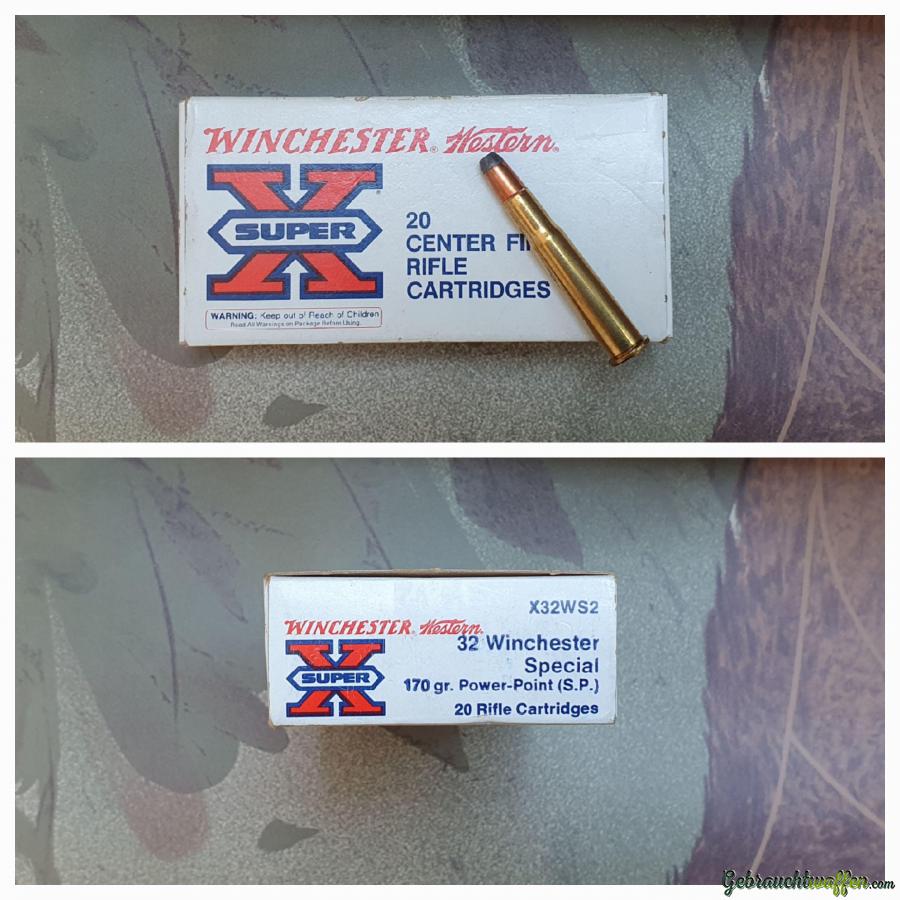 WINCHESTER® Western®
X
SUPER
®
20
CENTER FI
RIFLE
CARTRIDGES
WARNING: Keep out of Reach of Children
Read All Warnings on Package Before Using.
X32WS2
WINCHESTER Western
X
SUPER
32 Winchester
Special
170 gr. Power-Point (S.P.)
20 Rifle Cartridges
Gebrauchtwaffen.com